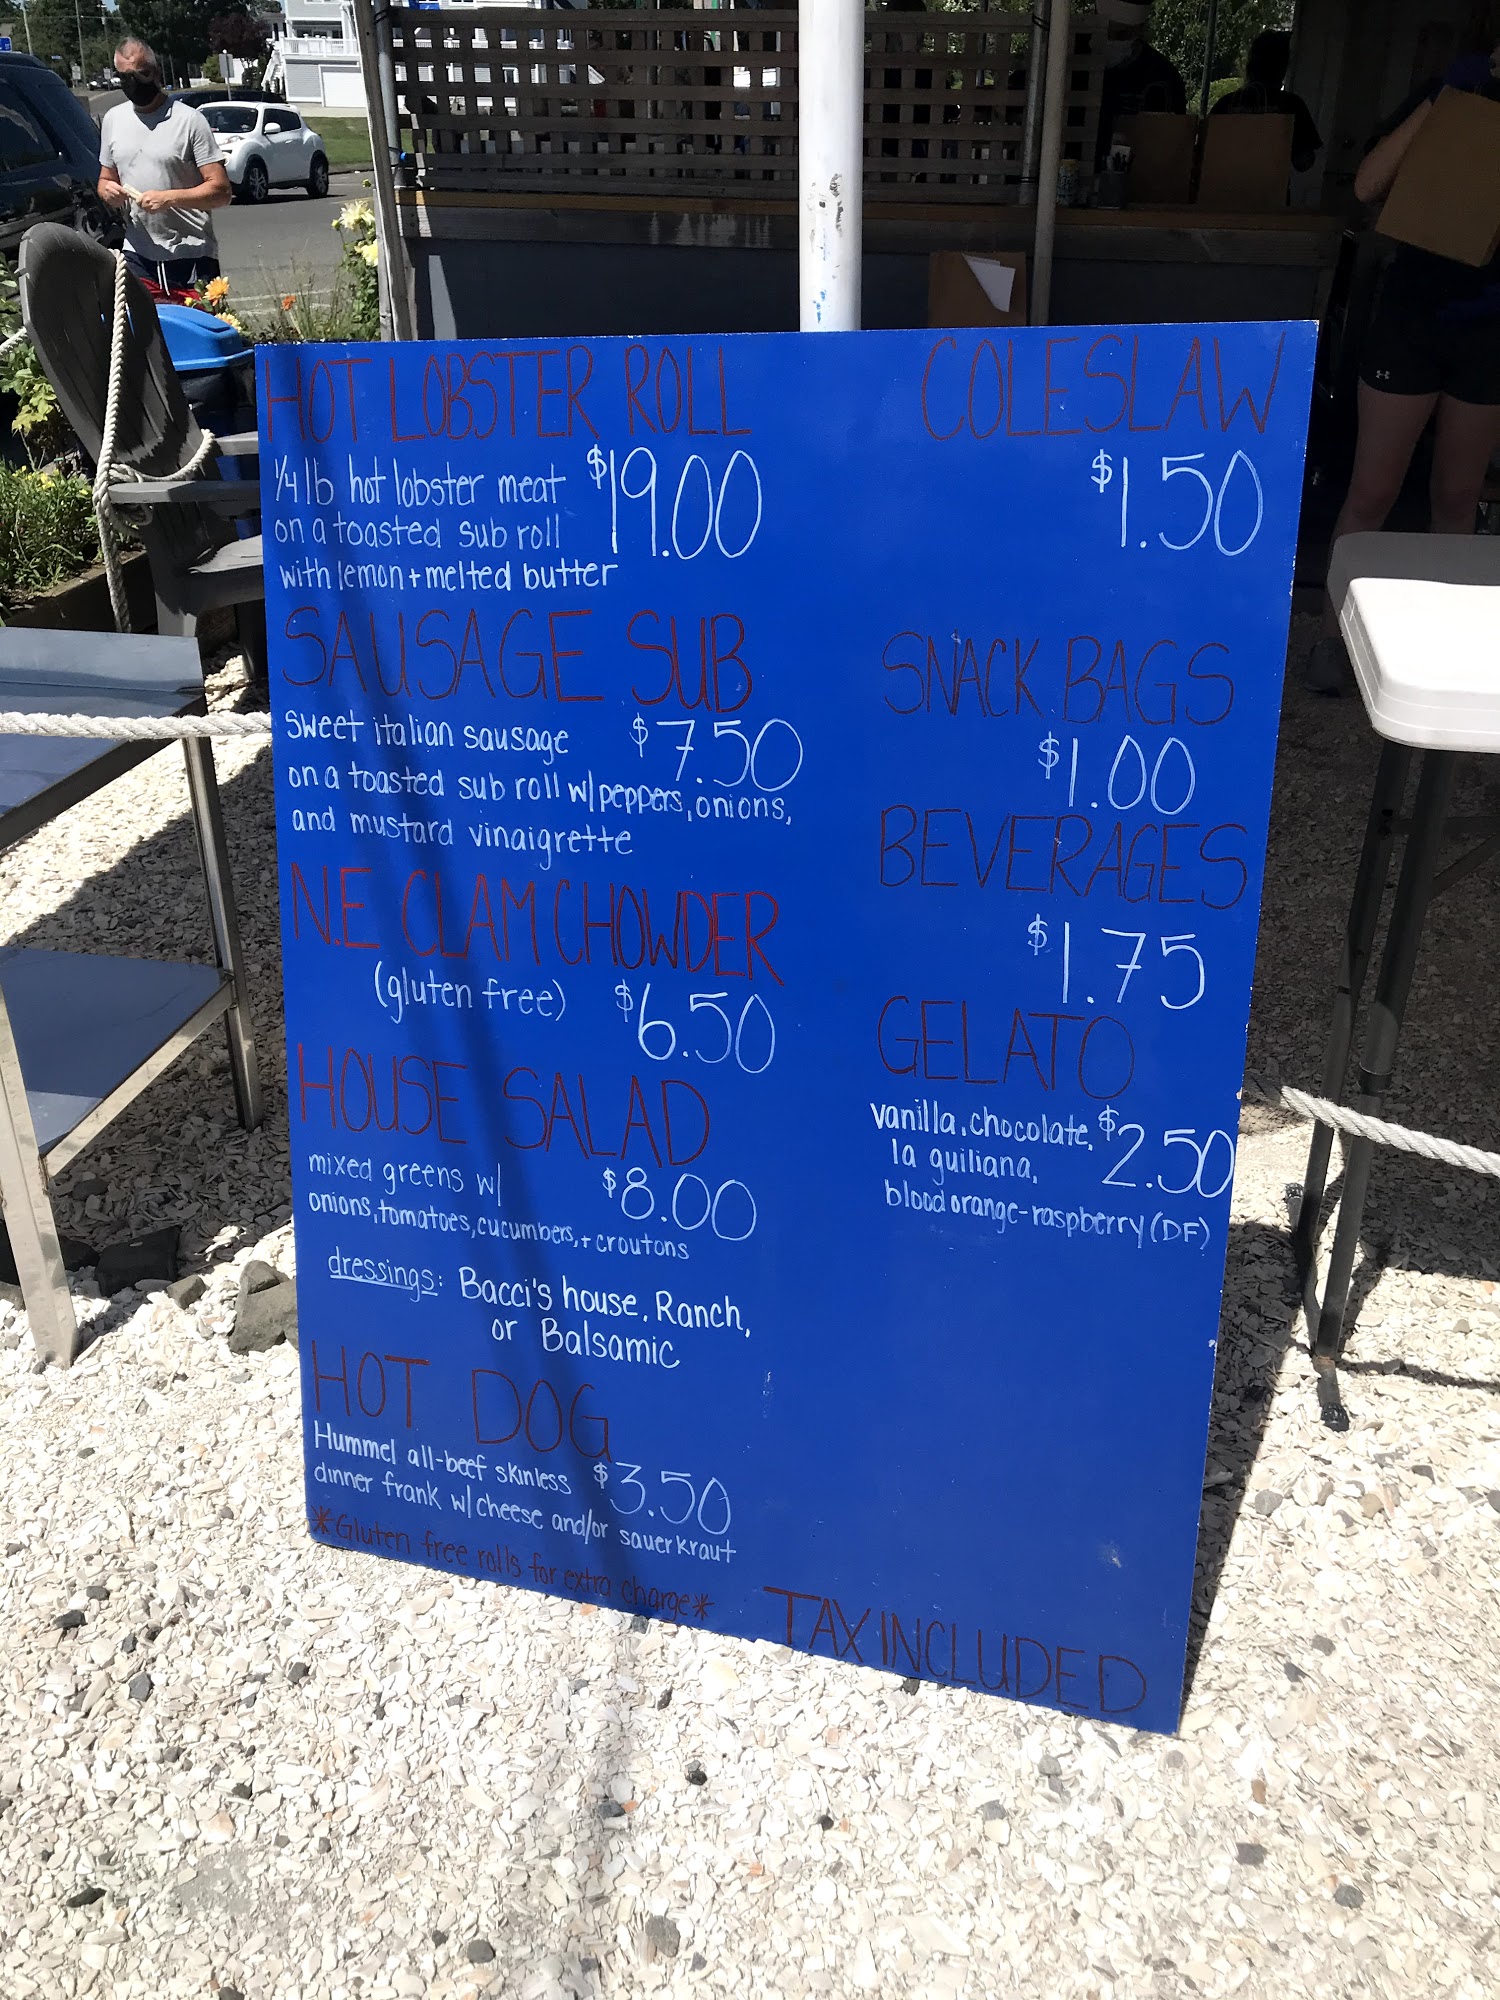 HOT LOBSTER ROLL
1/4 lb hot lobster meat $19.00
on a toasted sub roll
with lemon + melted butter
SAUSAGE SUB
sweet italian sausage $7.50
on a toasted sub roll w/ peppers, onions,
and mustard vinaigrette
N.E CLAM CHOWDER
(gluten free) $6.50
HOUSE SALAD
mixed greens w/ $8.00
onions, tomatoes, cucumbers, + croutons
dressings: Bacci's house, Ranch,
or Balsamic
HOT DOG
Hummel all-beef skinless $3.50
dinner frank w/ cheese and/or sauerkraut
*Gluten free rolls for extra charge*
COLESLAW
$1.50
SNACK BAGS
$1.00
BEVERAGES
$1.75
GELATO
vanilla, chocolate, $2.50
la guiliana,
blood orange-raspberry (DF)
TAX INCLUDED